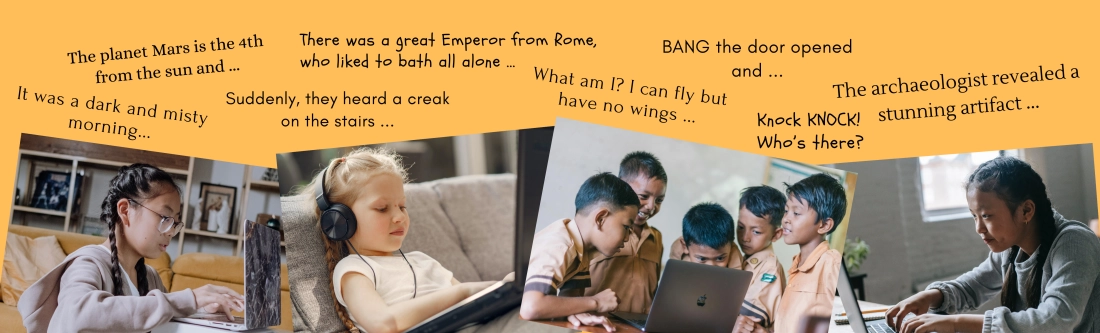 The planet Mars is the 4th
from the sun and ...
There was a great Emperor from Rome,
who liked to bath all alone ...
BANG the door opened
and ...
It was a dark and misty
morning...
Suddenly, they heard a creak
on the stairs ...
What am I? I can fly but
have no wings ...
Knock KNOCK!
Who's there?
The archaeologist revealed a
stunning artifact ...